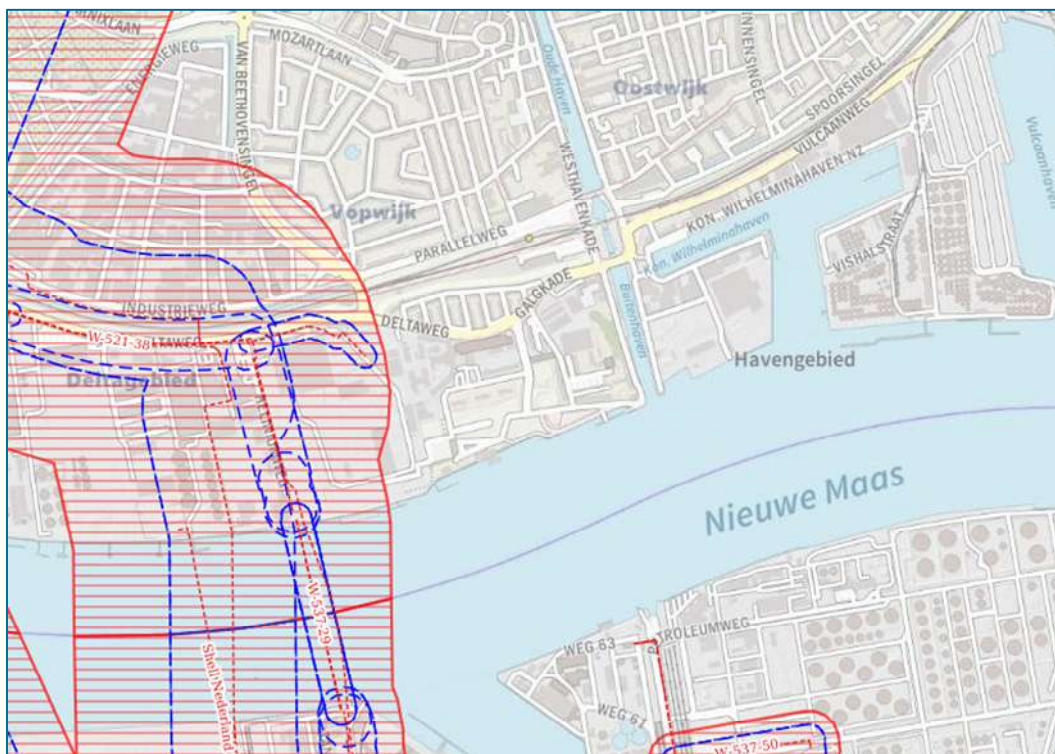 ENERGIEWEG
MOZARTLAAN
VAN BEETHOVENSINGEL
Oude Haven
Oostwijk
SPOORSINGEL
VULCAANWEG
Vulcaanhaven
WESTHAVENKADE
KON. WILHELMINAHAVEN NZ
Vopwijk
PARALLELWEG
Kon. Wilhelminahaven
VISHALSTRAAT
INDUSTRIEWEG
DELTAWEG
GALGKADE
Buitenhaven
W-521-38
Havengebied
Deltagebied
Nieuwe Maas
W-537-29
Shell Nederland
WEG 63
WEG 61
W-537-50